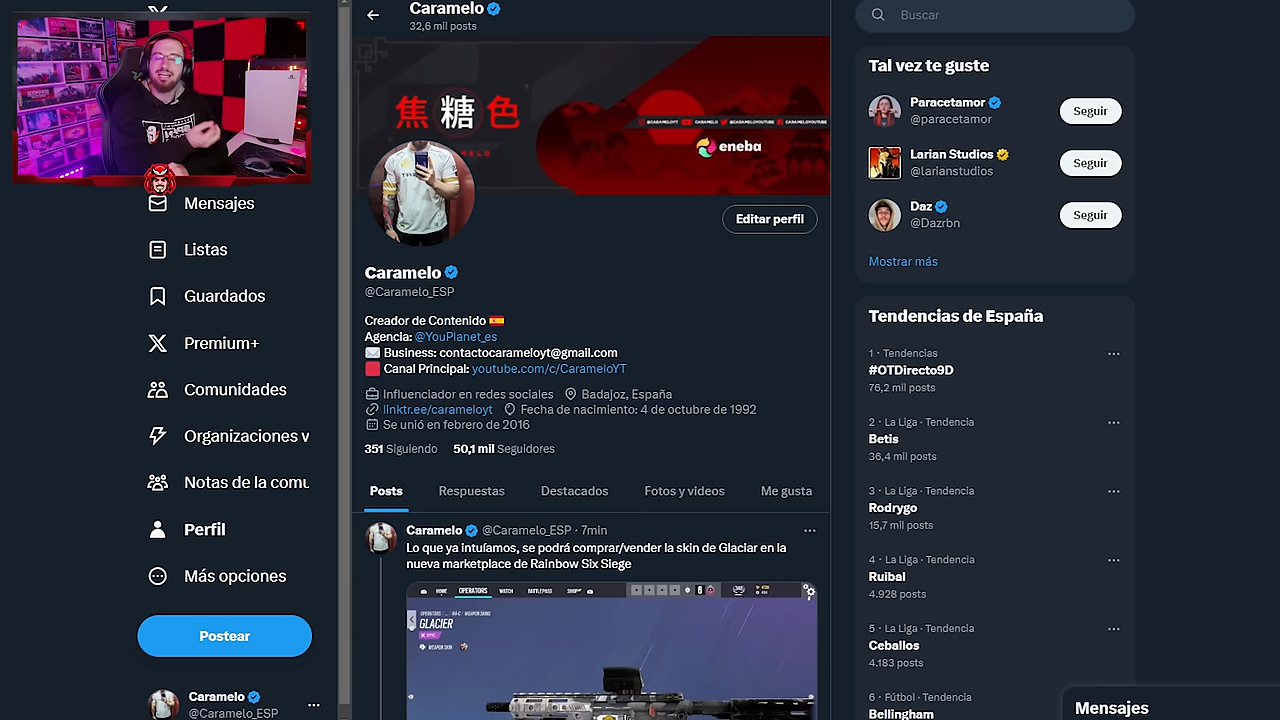 Mensajes
Listas
Guardados
Premium+
Comunidades
Organizaciones v
Notas de la comu
Perfil
Más opciones
Postear
Caramelo
@Caramelo_ESP
Caramelo
32,6 mil posts
焦糖色
@CARAMELOYT CARAMELO @CARAMELOYOUTUBE CARAMELOYOUTUBE
eneba
Editar perfil
Caramelo
@Caramelo_ESP
Creador de Contenido
Agencia: @YouPlanet_es
Business: contactocarameloyt@gmail.com
Canal Principal: youtube.com/c/CarameloYT
Influenciador en redes sociales Badajoz, España
linktr.ee/carameloyt Fecha de nacimiento: 4 de octubre de 1992
Se unió en febrero de 2016
351 Siguiendo 50,1 mil Seguidores
Posts Respuestas Destacados Fotos y videos Me gusta
Caramelo @Caramelo_ESP · 7min
Lo que ya intuíamos, se podrá comprar/vender la skin de Glaciar en la
nueva marketplace de Rainbow Six Siege
HOME OPERATORS WATCH BATTLEPASS SHOP
OPERATORS / ... / R4-C / WEAPON SKINS
GLACIER
EPIC
WEAPON SKIN
Buscar
Tal vez te guste
Paracetamor
@paracetamor
Seguir
Larian Studios
@larianstudios
Seguir
Daz
@Dazrbn
Seguir
Mostrar más
Tendencias de España
1 · Tendencias
#OTDirecto9D
76,2 mil posts
2 · La Liga · Tendencia
Betis
36,4 mil posts
3 · La Liga · Tendencia
Rodrygo
15,7 mil posts
4 · La Liga · Tendencia
Ruibal
4.928 posts
5 · La Liga · Tendencia
Ceballos
4.183 posts
6 · Fútbol · Tendencia
Bellingham
Mensajes